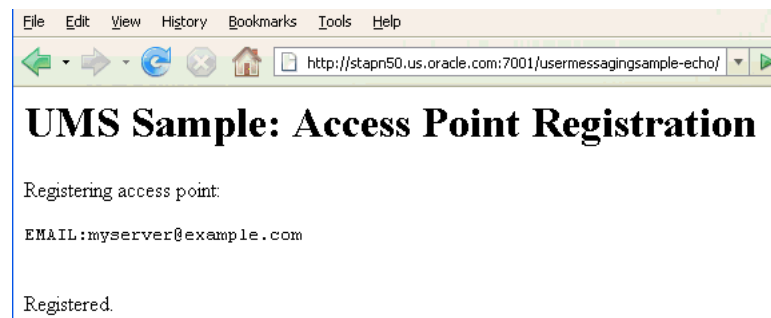 File Edit View History Bookmarks Tools Help
http://stapn50.us.oracle.com:7001/usermessagingsample-echo/
UMS Sample: Access Point Registration
Registering access point:
EMAIL:myserver@example.com
Registered.